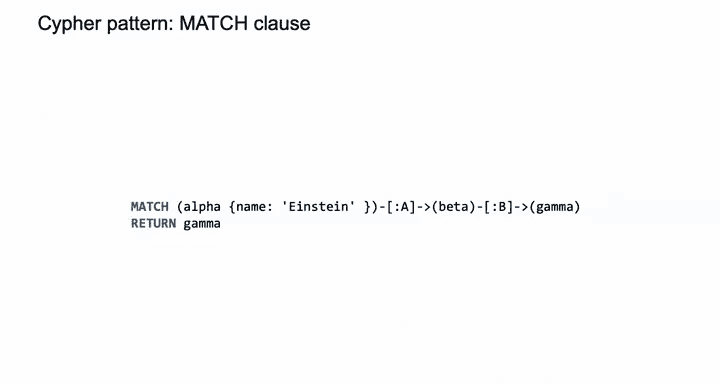 Cypher pattern: MATCH clause
MATCH (alpha {name: 'Einstein' })-[:A]->(beta)-[:B]->(gamma)
RETURN gamma